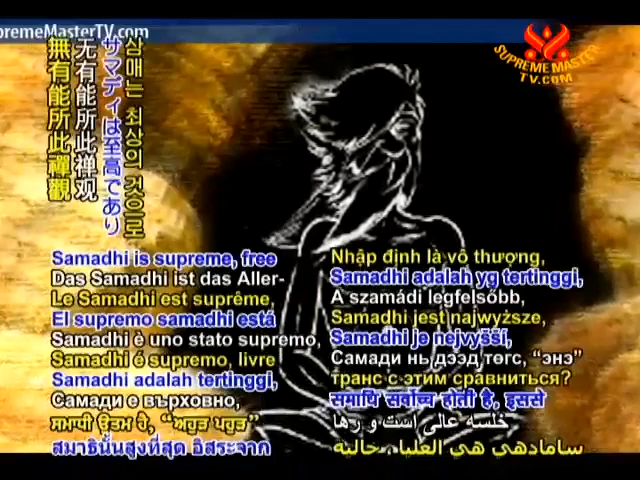 premeMasterTV.com
SUPREME MASTER
TV.COM
삼매는 최상의 것으로
サマディは至高であり
无有能所此禅观
無有能所此禪觀
Samadhi is supreme, free
Das Samadhi ist das Aller-
Le Samadhi est suprême,
El supremo samadhi está
Samadhi è uno stato supremo,
Samadhi é supremo, livre
Samadhi adalah tertinggi,
Самади е върховно,
ਸਮਾਧੀ ਉਤਮ ਹੈ, “ਅਹੁੜ ਪਹੁੜ”
สมาธินั้นสูงที่สุด อิสระจาก
Nhập định là vô thượng,
Samadhi adalah yg tertinggi,
A szamádi legfelsőbb,
Samadhi jest najwyższe,
Samadhi je nejvyšší,
Самади нь дээд төгс, “энэ”
транс с этим сравниться?
समाधि सर्वोच्च होती है, इससे
خلسه عالی است و رها
سامادهي هي العليا، خالية